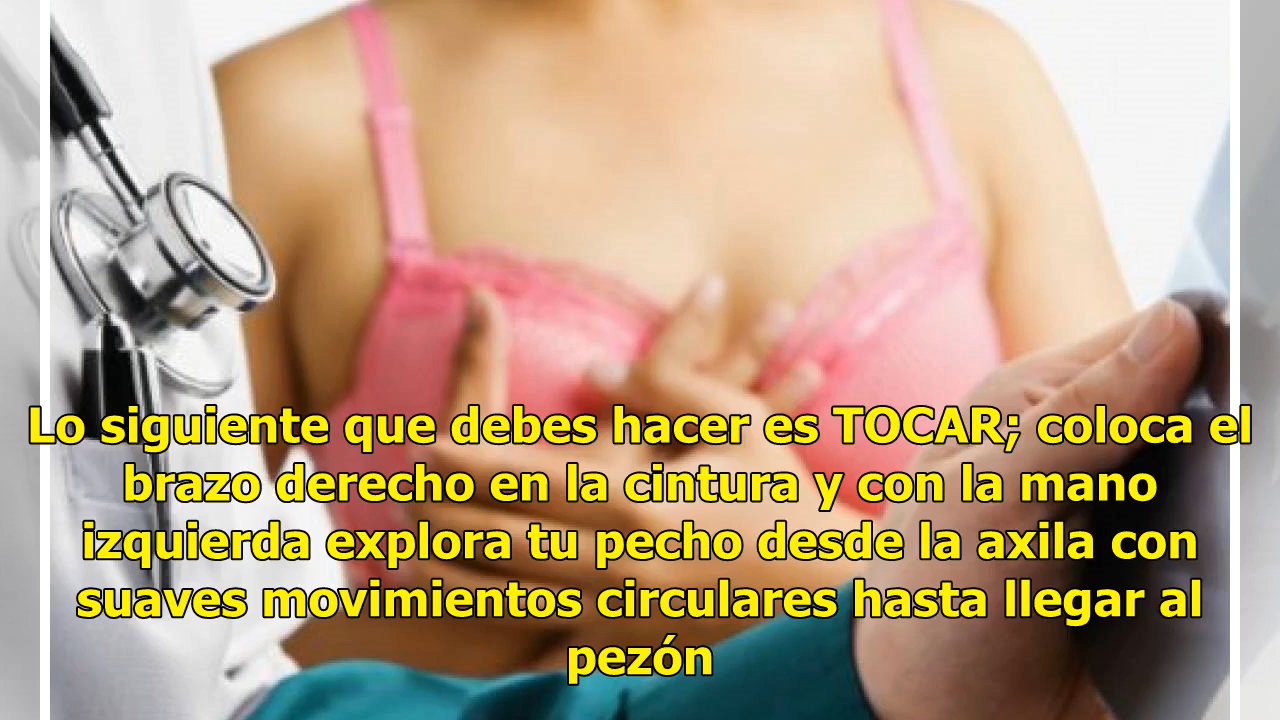 Lo siguiente que debes hacer es TOCAR; coloca el
brazo derecho en la cintura y con la mano
izquierda explora tu pecho desde la axila con
suaves movimientos circulares hasta llegar al
pezón